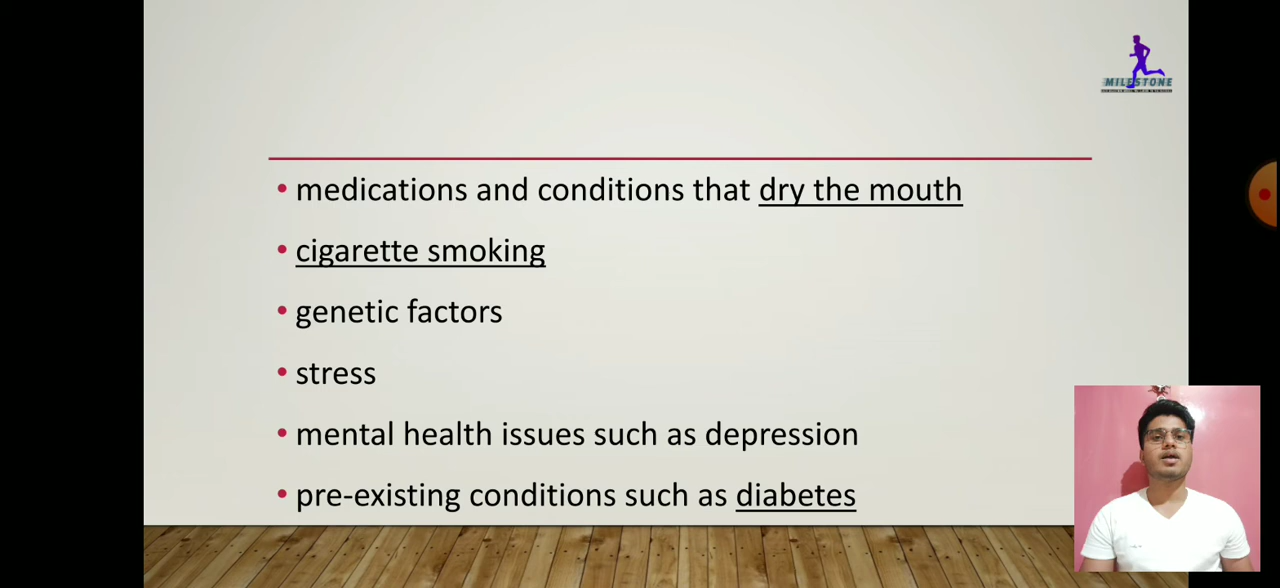 MILESTONE
• medications and conditions that dry the mouth
• cigarette smoking
• genetic factors
• stress
• mental health issues such as depression
• pre-existing conditions such as diabetes